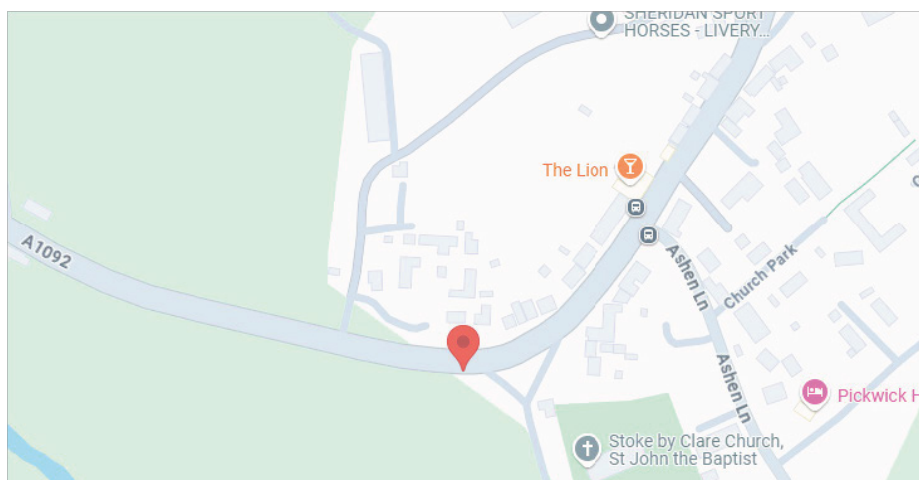 SHERIDAN SPORT
HORSES - LIVERY...
The Lion
A1092
Ashen Ln
Church Park
Ashen Ln
Pickwick H
Stoke by Clare Church,
St John the Baptist